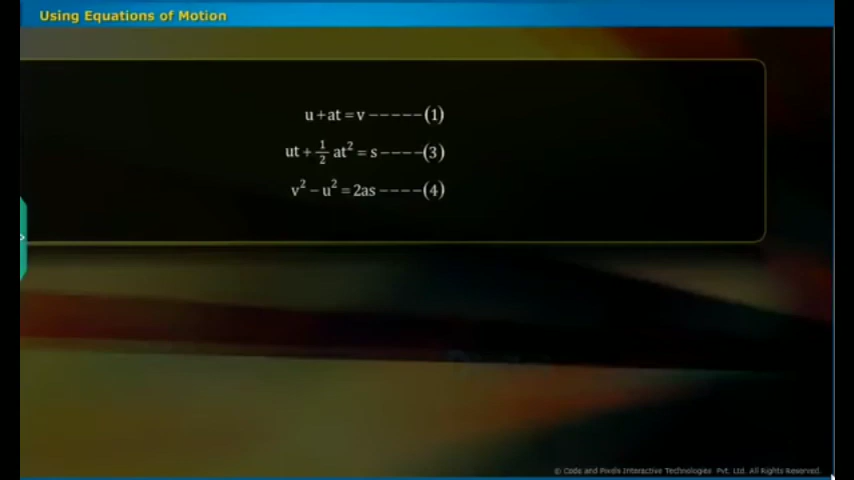 Using Equations of Motion
u + at = v -----(1)
ut + 1/2 at² = s ----(3)
v² − u² = 2as ----(4)
© Code and Pixels Interactive Technologies Pvt. Ltd. All Rights Reserved.